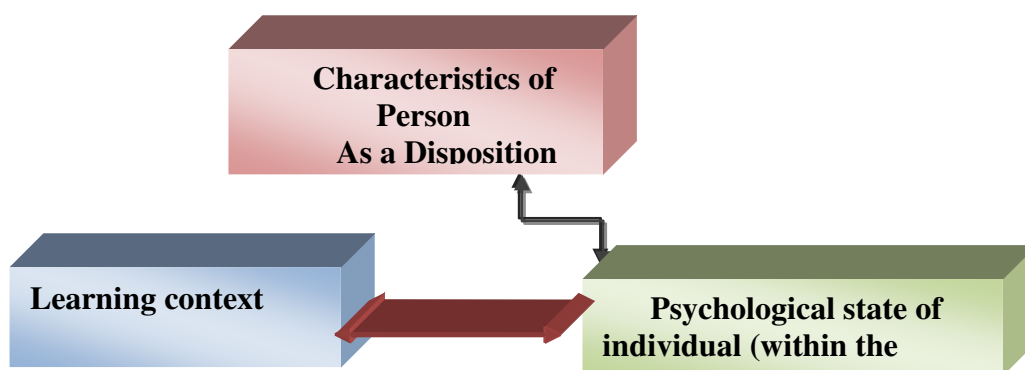 Characteristics of
Person
As a Disposition
Learning context
Psychological state of
individual (within the